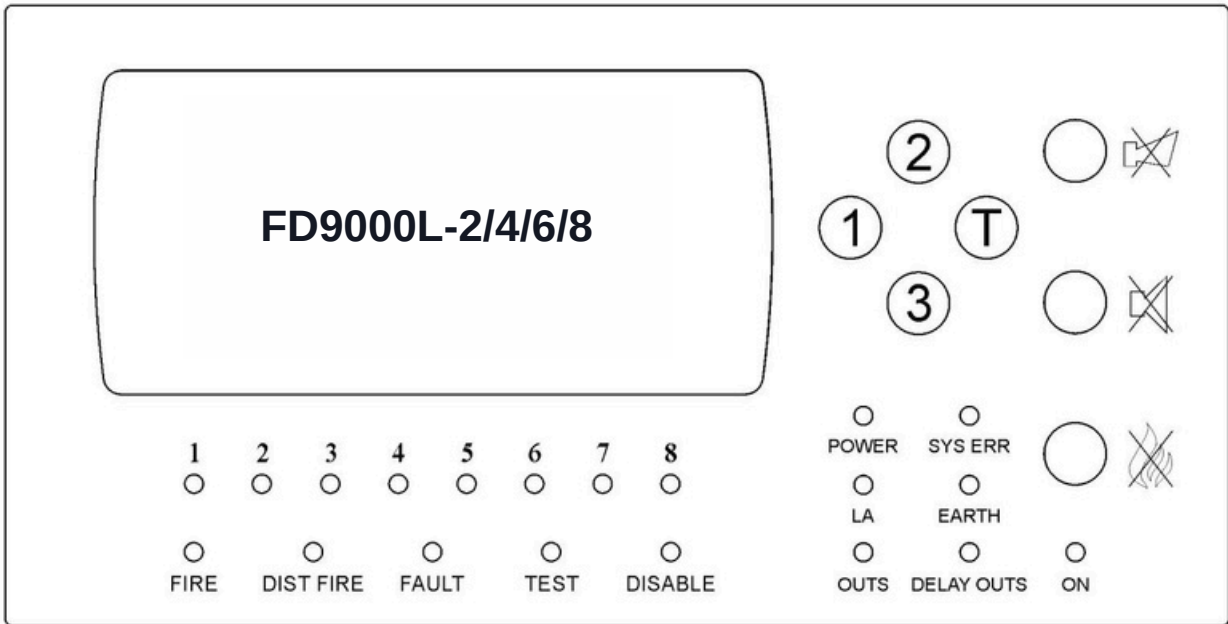 FD9000L-2/4/6/8
2
1 T
3
1 2 3 4 5 6 7 8
POWER SYS ERR
LA EARTH
FIRE DIST FIRE FAULT TEST DISABLE
OUTS DELAY OUTS ON